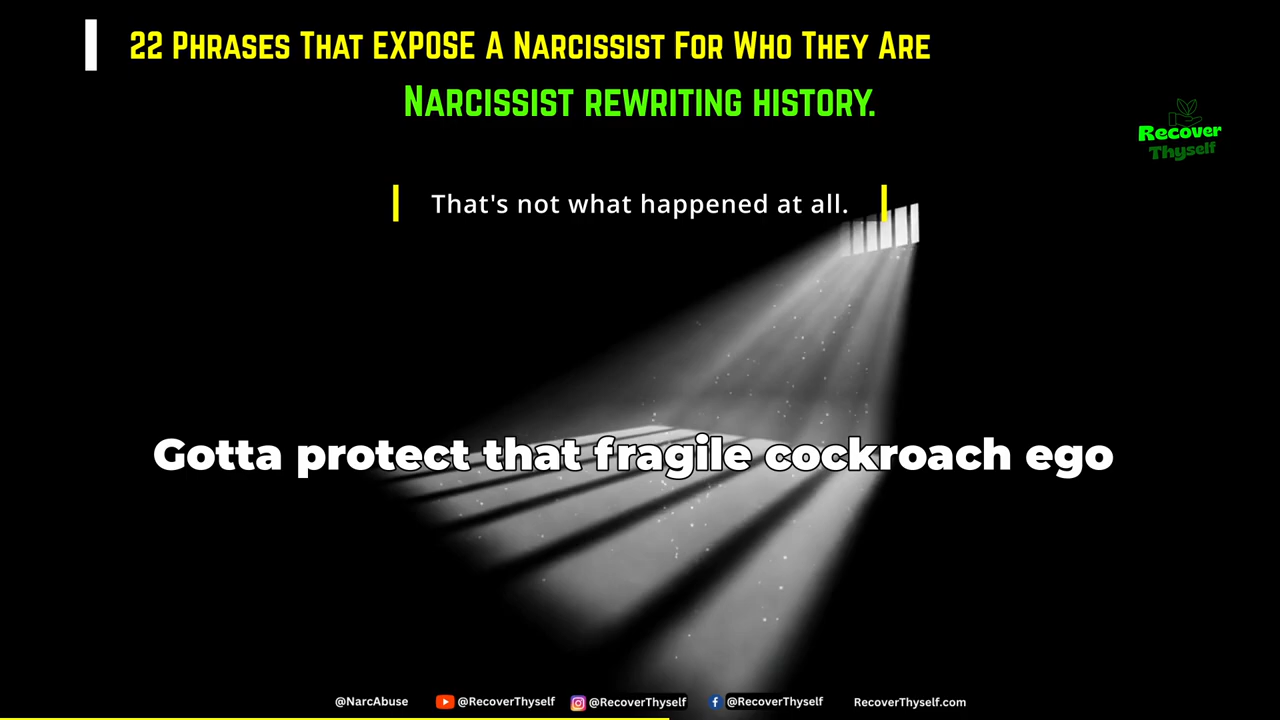 22 Phrases That EXPOSE A Narcissist For Who They Are
Narcissist rewriting history.
Recover
Thyself
That's not what happened at all.
Gotta protect that fragile cockroach ego
@NarcAbuse @RecoverThyself @RecoverThyself @RecoverThyself RecoverThyself.com